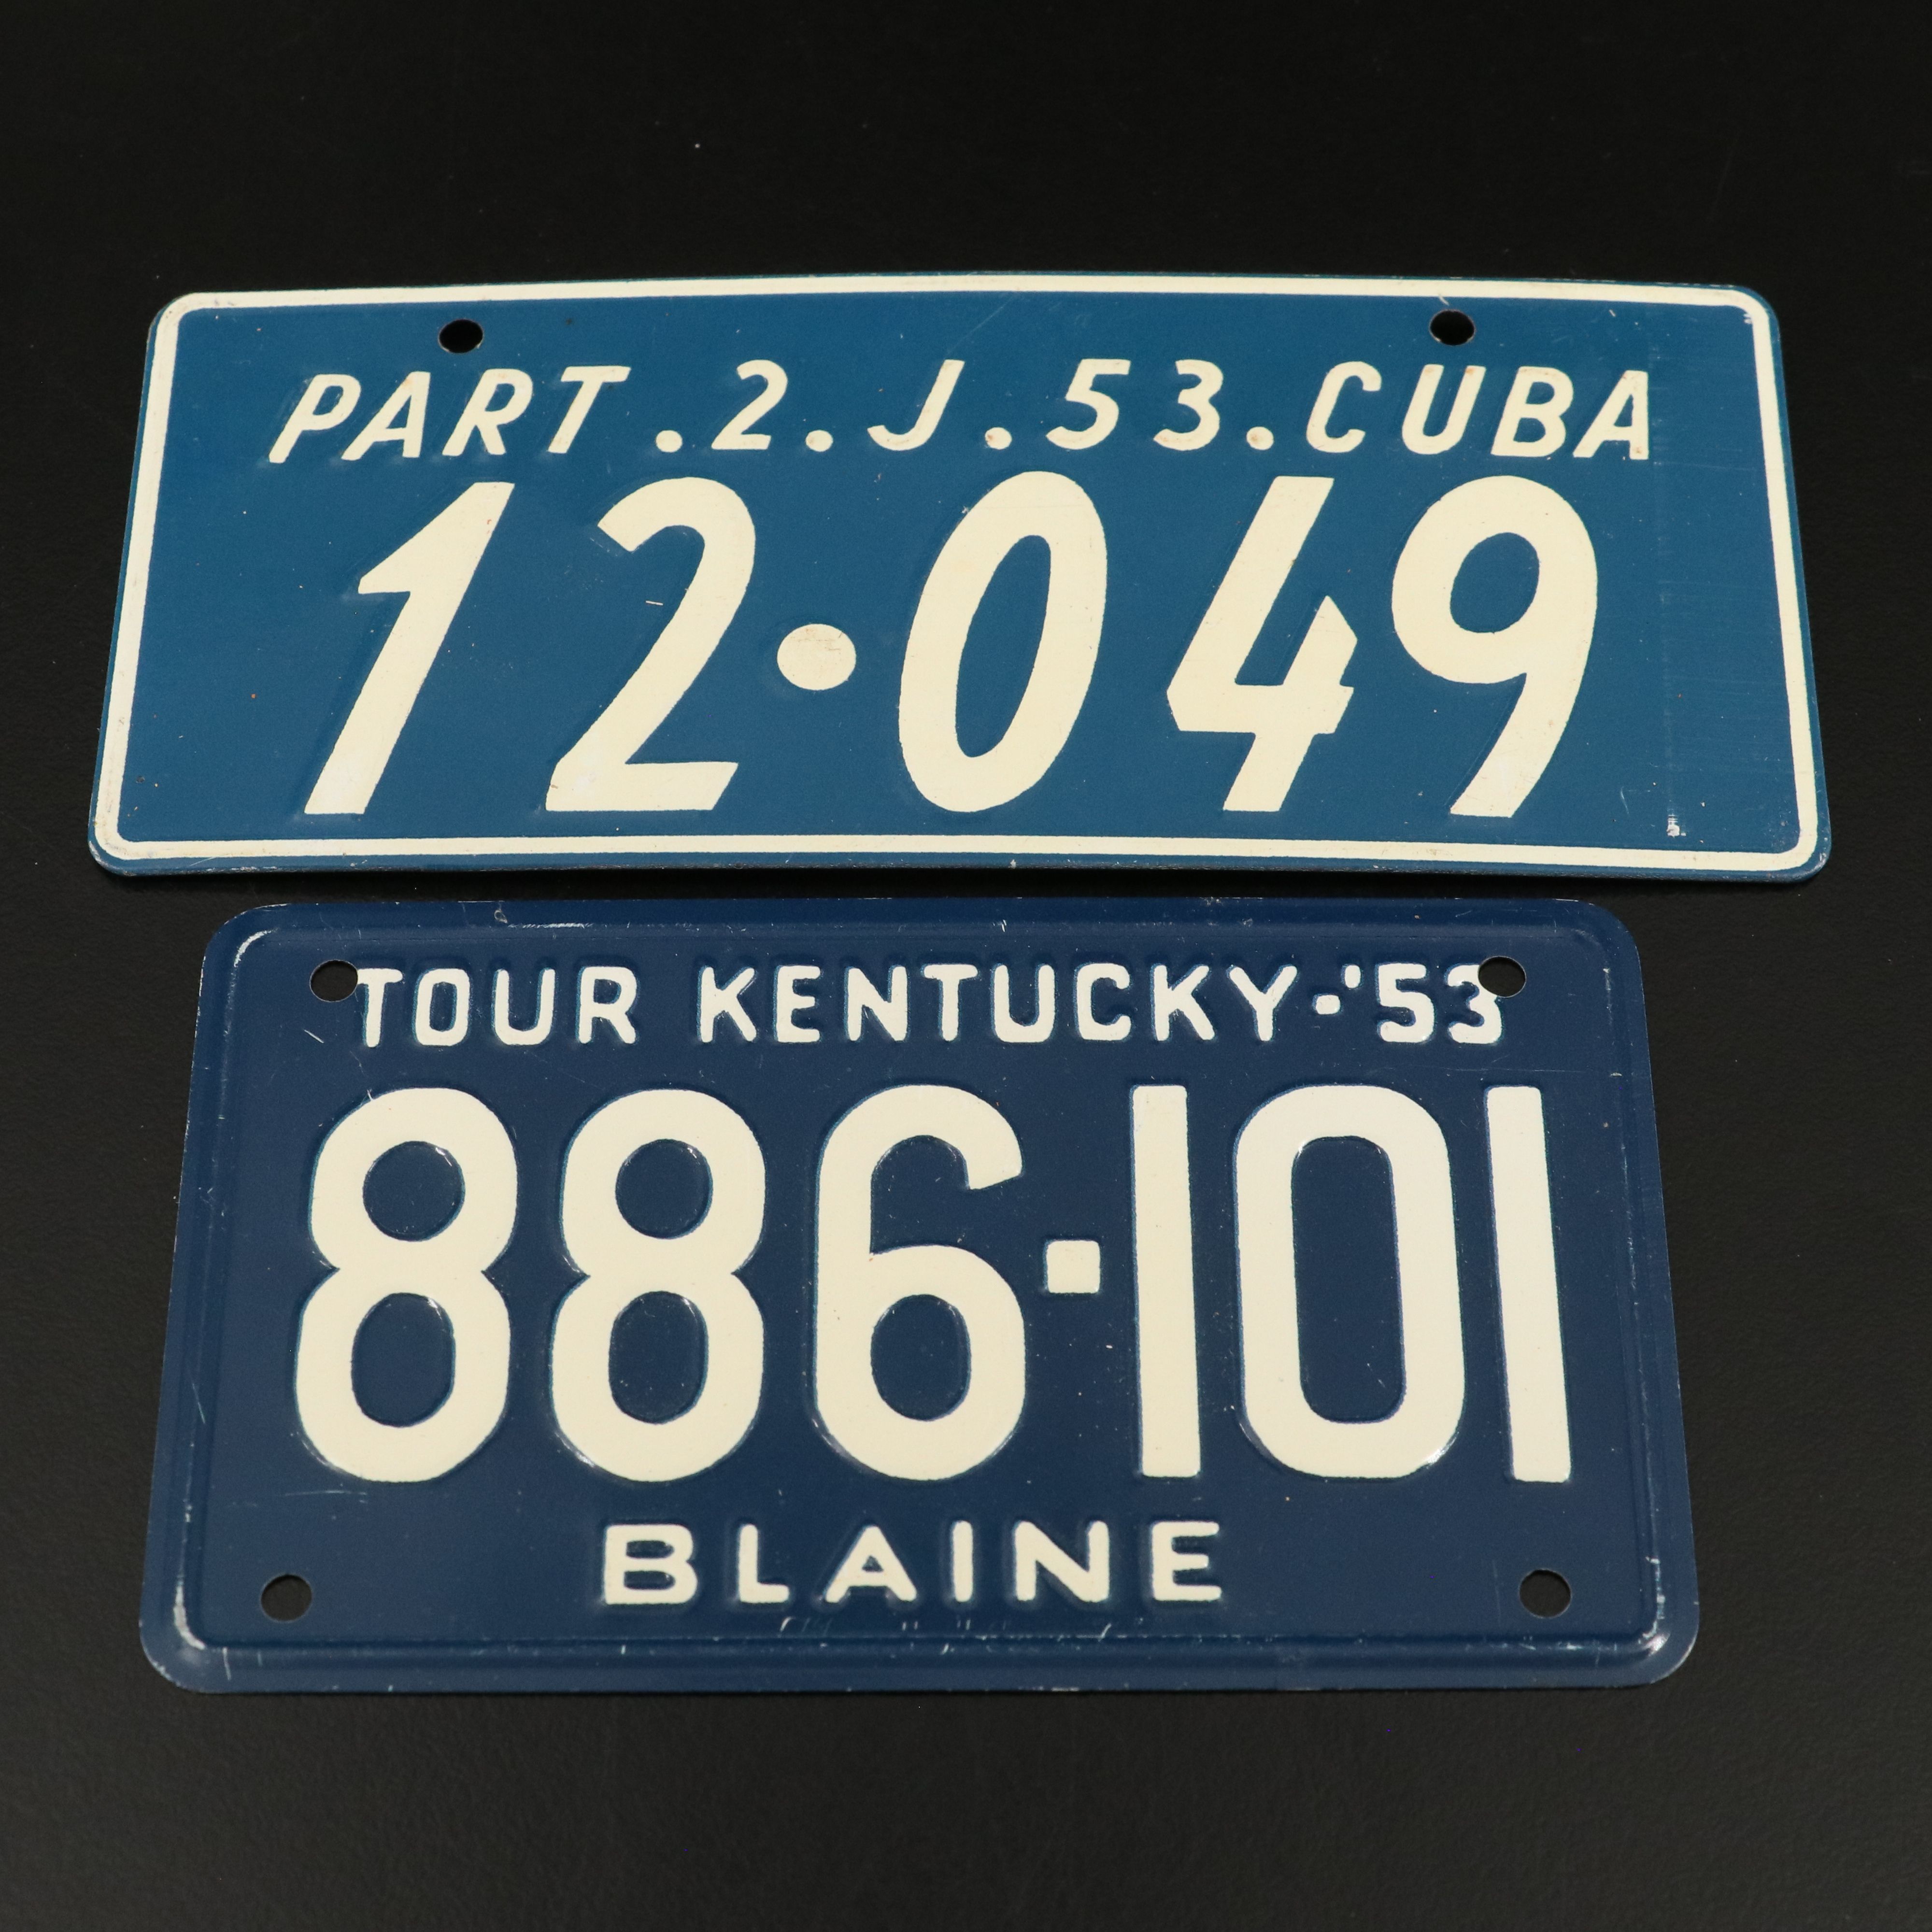 PART.2.J.53.CUBA
12·049
TOUR KENTUCKY-'53
886-101
BLAINE